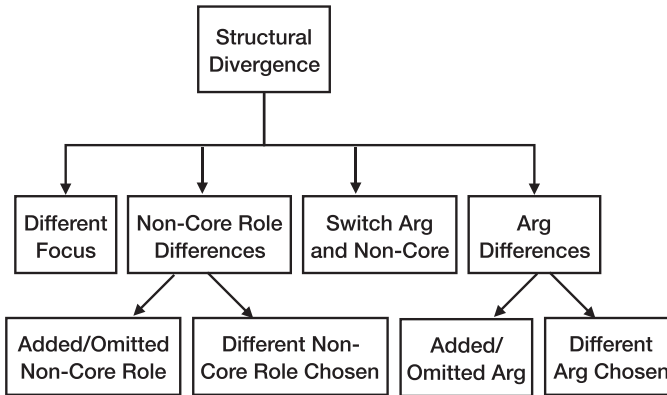 Structural
Divergence
Different
Focus
Non-Core Role
Differences
Switch Arg
and Non-Core
Arg
Differences
Added/Omitted
Non-Core Role
Different Non-
Core Role Chosen
Added/
Omitted Arg
Different
Arg Chosen